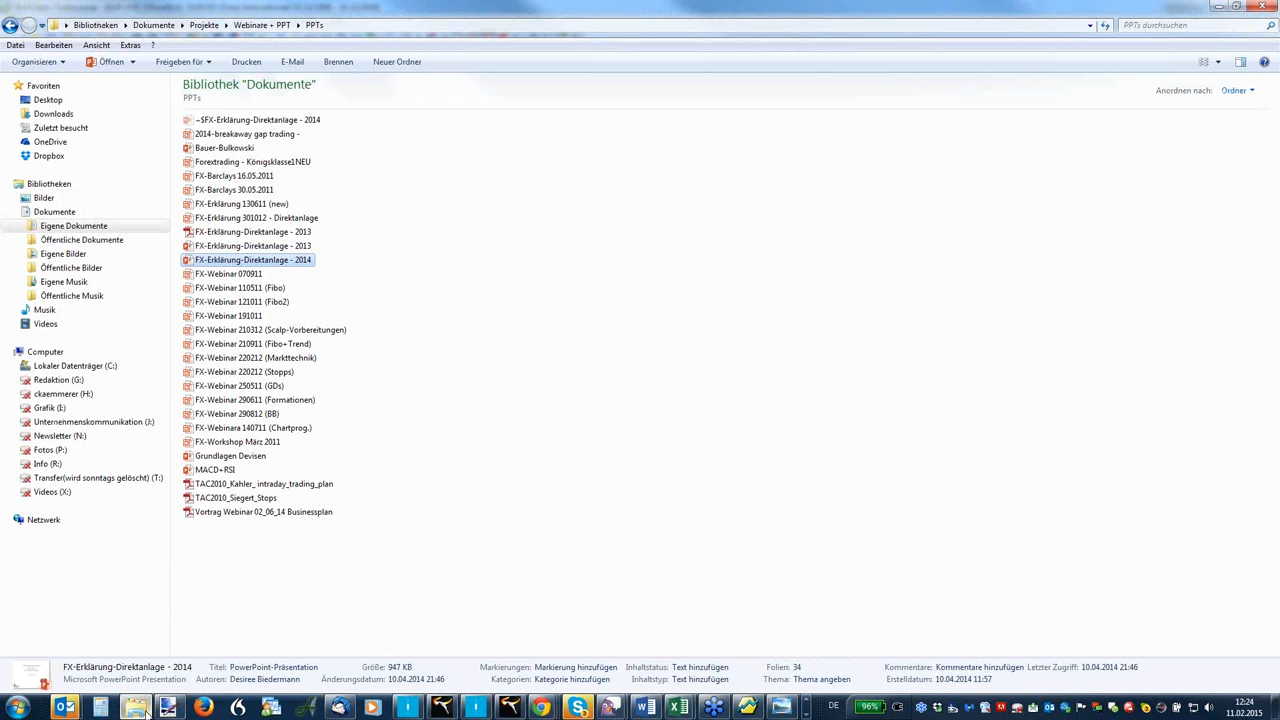 Bibliotheken ▸ Dokumente ▸ Projekte ▸ Webinare + PPT ▸ PPTs
PPTs durchsuchen
Datei Bearbeiten Ansicht Extras ?
Organisieren Öffnen Freigeben für Drucken E-Mail Brennen Neuer Ordner
Favoriten
Desktop
Downloads
Zuletzt besucht
OneDrive
Dropbox
Bibliotheken
Bilder
Dokumente
Eigene Dokumente
Öffentliche Dokumente
Eigene Bilder
Öffentliche Bilder
Eigene Musik
Öffentliche Musik
Musik
Videos
Computer
Lokaler Datenträger (C:)
Redaktion (G:)
ckaemmerer (H:)
Grafik (I:)
Unternehmenskommunikation (J:)
Newsletter (N:)
Fotos (P:)
Info (R:)
Transfer(wird sonntags gelöscht) (T:)
Videos (X:)
Netzwerk
Bibliothek "Dokumente"
PPTs
Anordnen nach: Ordner
~$FX-Erklärung-Direktanlage - 2014
2014-breakaway gap trading -
Bauer-Bulkowski
Forextrading - Königsklasse1NEU
FX-Barclays 16.05.2011
FX-Barclays 30.05.2011
FX-Erklärung 130611 (new)
FX-Erklärung 301012 - Direktanlage
FX-Erklärung-Direktanlage - 2013
FX-Erklärung-Direktanlage - 2013
FX-Erklärung-Direktanlage - 2014
FX-Webinar 070911
FX-Webinar 110511 (Fibo)
FX-Webinar 121011 (Fibo2)
FX-Webinar 191011
FX-Webinar 210312 (Scalp-Vorbereitungen)
FX-Webinar 210911 (Fibo+Trend)
FX-Webinar 220212 (Markttechnik)
FX-Webinar 220212 (Stopps)
FX-Webinar 250511 (GDs)
FX-Webinar 290611 (Formationen)
FX-Webinar 290812 (BB)
FX-Webinara 140711 (Chartprog.)
FX-Workshop März 2011
Grundlagen Devisen
MACD+RSI
TAC2010_Kahler_ intraday_trading_plan
TAC2010_Siegert_Stops
Vortrag Webinar 02_06_14 Businessplan
FX-Erklärung-Direktanlage - 2014 Titel: PowerPoint-Präsentation Größe: 947 KB Markierungen: Markierung hinzufügen Inhaltstatus: Text hinzufügen Folien: 34 Kommentare: Kommentare hinzufügen Letzter Zugriff: 10.04.2014 21:46
Microsoft PowerPoint Presentation Autoren: Desiree Biedermann Änderungsdatum: 10.04.2014 21:46 Kategorien: Kategorie hinzufügen Inhaltstyp: Text hinzufügen Thema: Thema angeben Erstelldatum: 10.04.2014 11:57
DE 96% 12:24
11.02.2015